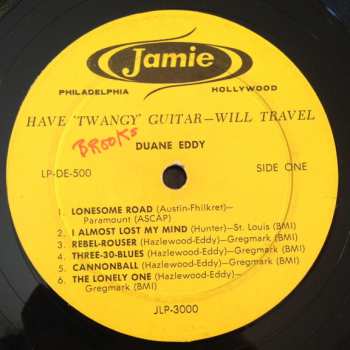 Jamie
PHILADELPHIA HOLLYWOOD
HAVE 'TWANGY' GUITAR—WILL TRAVEL
BROOKS
DUANE EDDY
LP-DE-500 SIDE ONE
1. LONESOME ROAD (Austin-Philkret)—
Paramount (ASCAP)
2. I ALMOST LOST MY MIND (Hunter)—St. Louis (BMI)
3. REBEL-ROUSER (Hazlewood-Eddy)—Gregmark (BMI)
4. THREE-30-BLUES (Hazlewood-Eddy)—Gregmark (BMI)
5. CANNONBALL (Hazlewood-Eddy)—Gregmark (BMI)
6. THE LONELY ONE (Hazlewood-Eddy)—
Gregmark (BMI)
JLP-3000